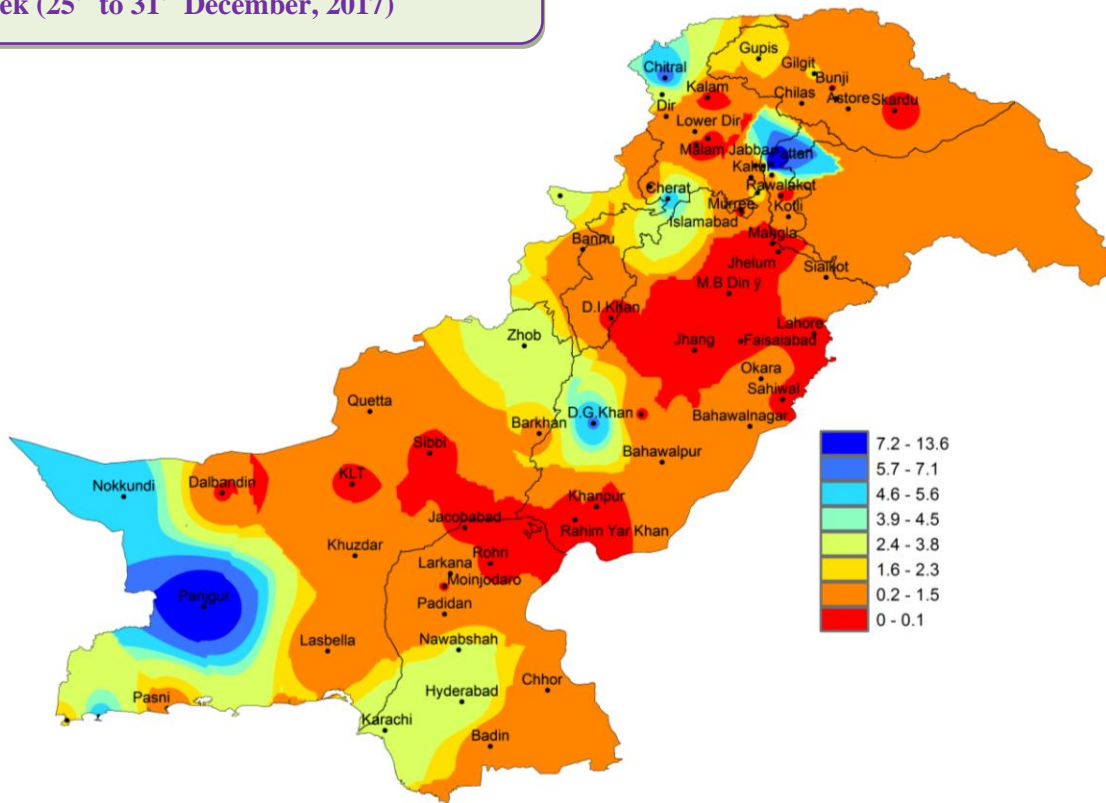 ek (25 to 31 December, 2017)
Gupis
Chitral
Gilgit
Bunji
Kalam
Chilas
Astore
Skardu
Dir
Lower Dir
Malam Jabba
Pattan
Kakul
Cherat
Rawalakot
Murree
Kotli
Islamabad
Bannu
Mangla
Jhelum
Sialkot
M.B Din ÿ
D.I Khan
Zhob
Lahore
Jhang
Faisalabad
Okara
Sahiwal
Quetta
D.G.Khan
Barkhan
Bahawalnagar
Sibbi
Bahawalpur
Nokkundi
Dalbandin
KLT
Khanpur
Jacobabad
Rahim Yar Khan
Khuzdar
Rohri
Larkana
Moinjodaro
Panjgur
Padidan
Lasbella
Nawabshah
Pasni
Hyderabad
Chhor
Karachi
Badin
7.2 - 13.6
5.7 - 7.1
4.6 - 5.6
3.9 - 4.5
2.4 - 3.8
1.6 - 2.3
0.2 - 1.5
0 - 0.1